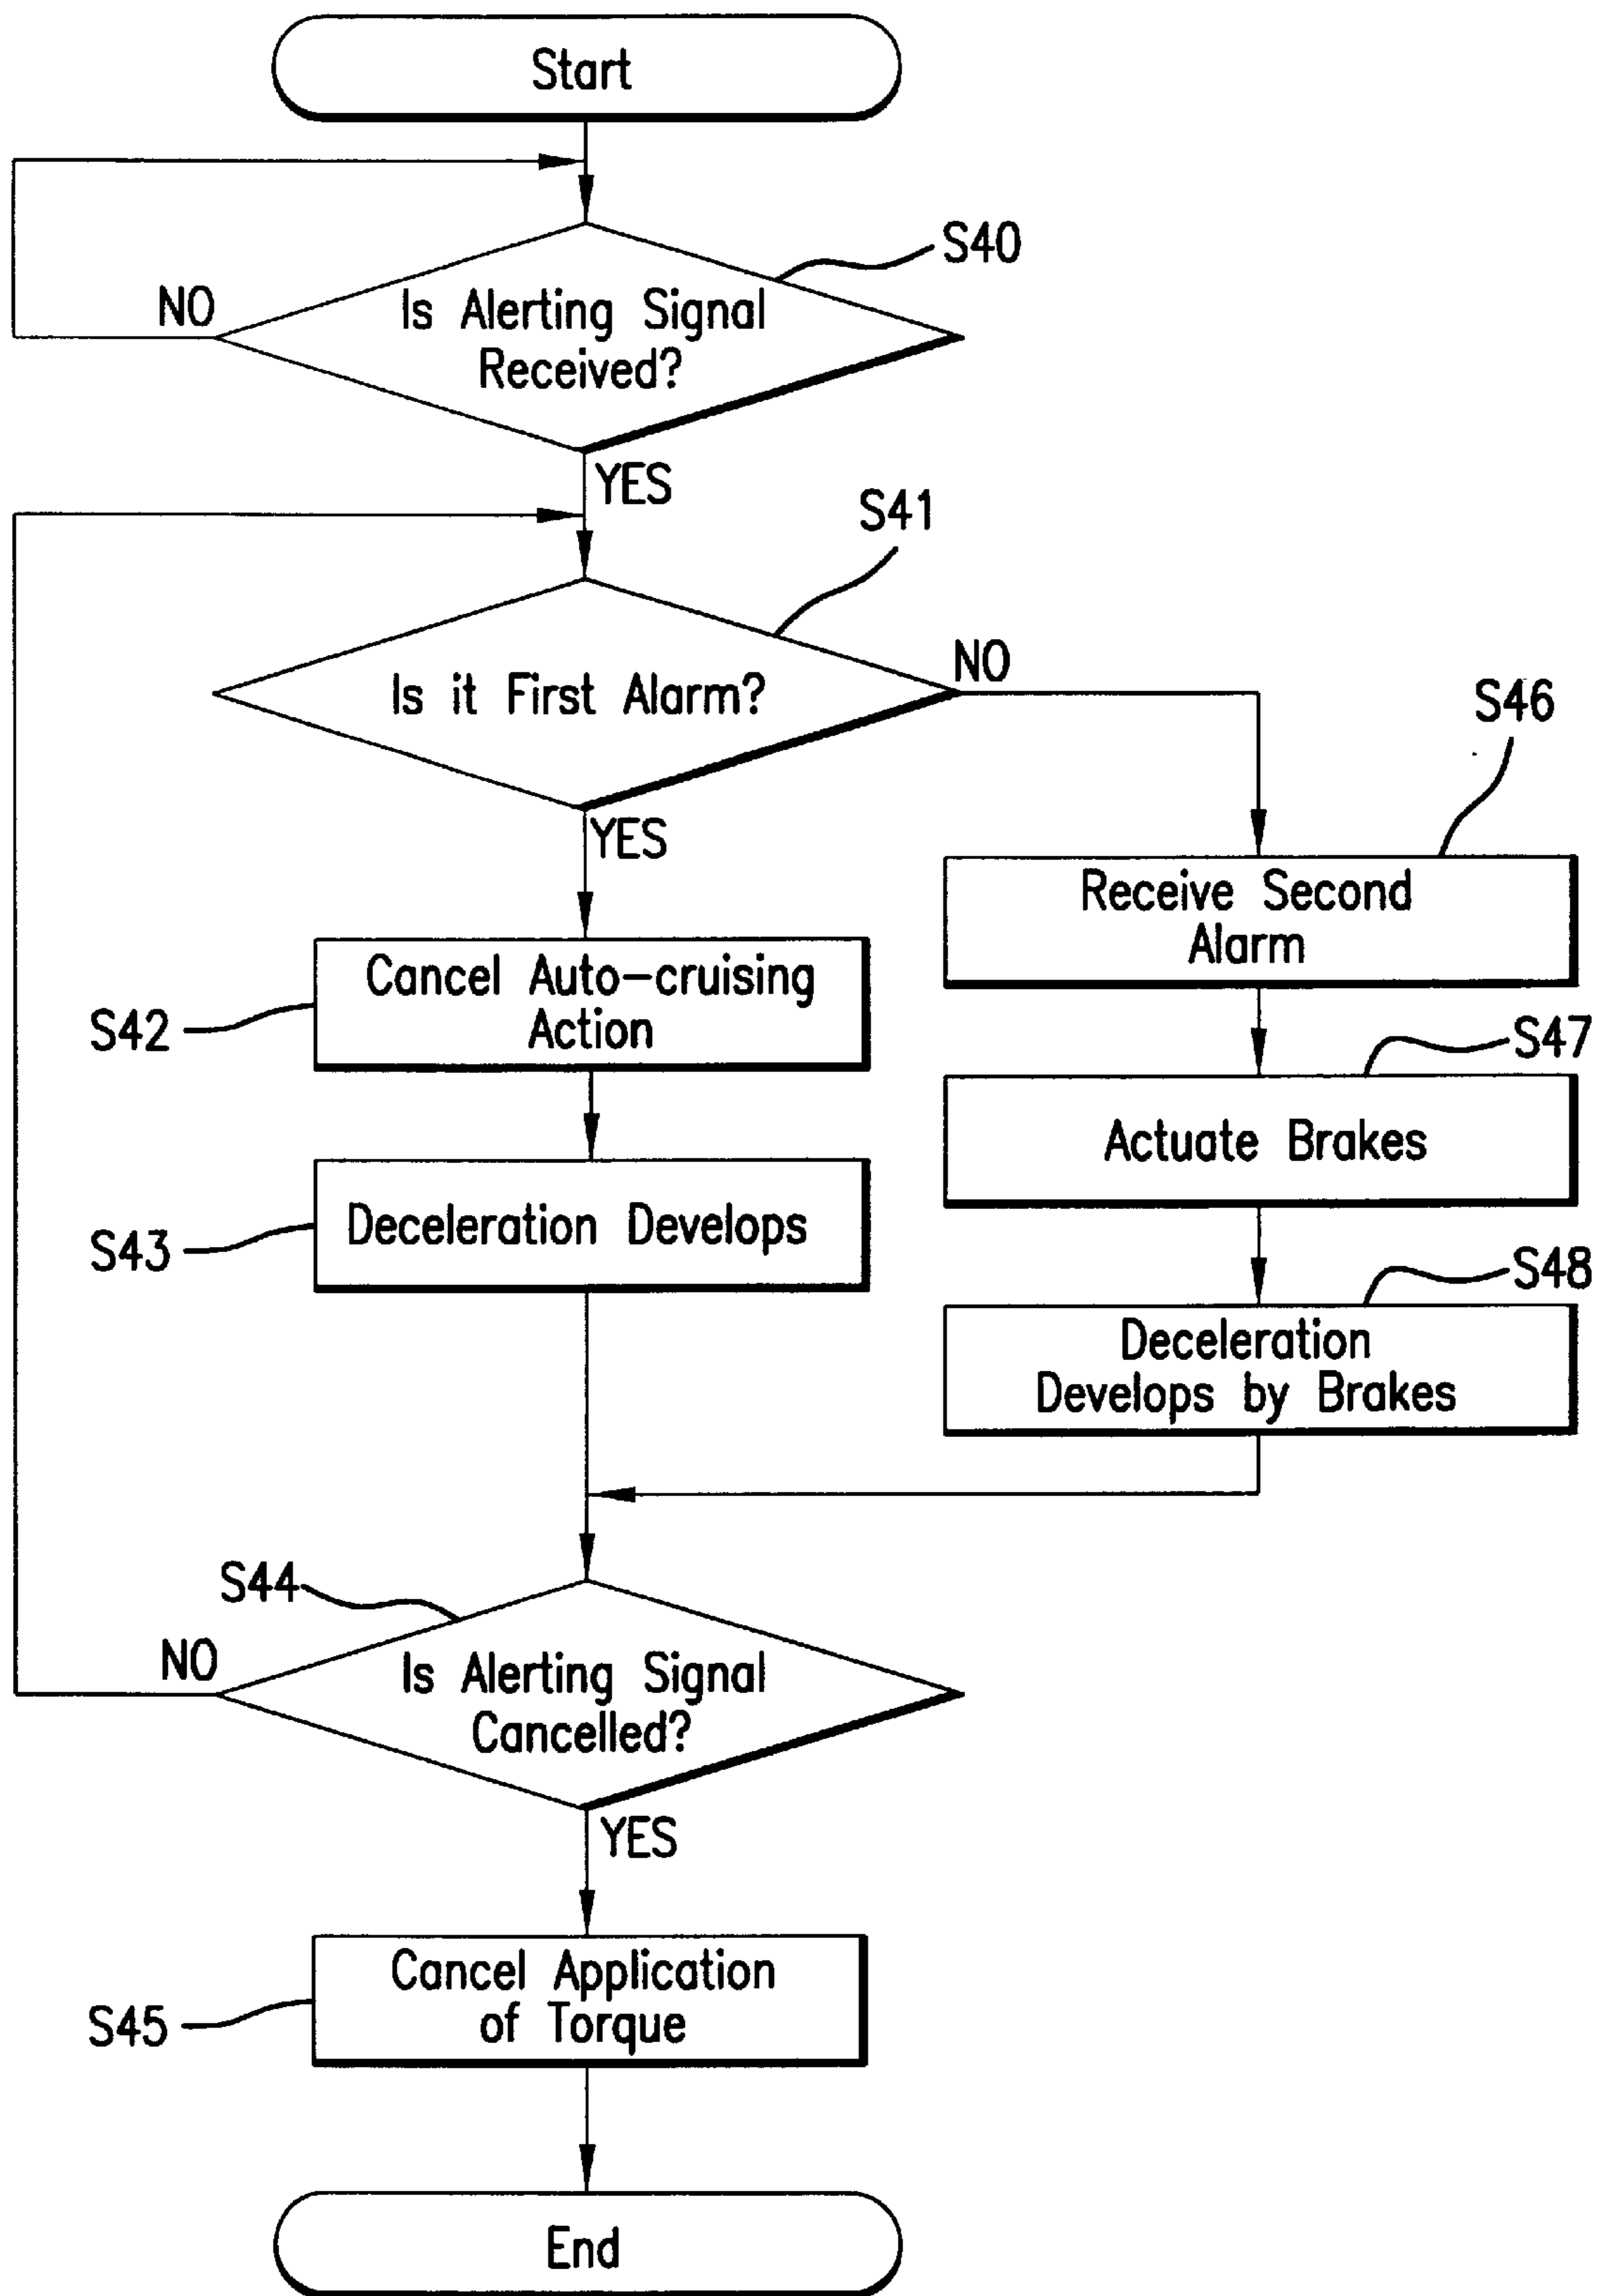 Start
S40
NO
Is Alerting Signal
Received?
YES
S41
NO
Is it First Alarm?
S46
YES
Receive Second
Alarm
Cancel Auto-cruising
Action
S42
S47
Actuate Brakes
Deceleration Develops
S43
S48
Deceleration
Develops by Brakes
S44
NO
Is Alerting Signal
Cancelled?
YES
Cancel Application
of Torque
S45
End